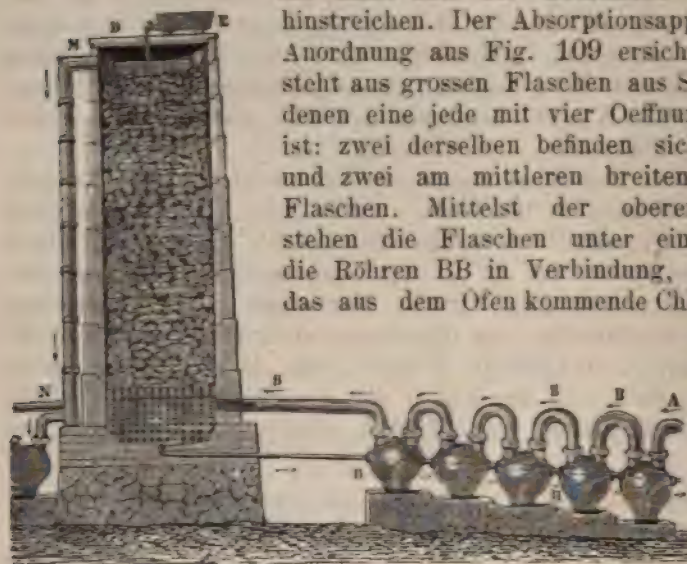 M D E
hinstreichen. Der Absorptionsapp
Anordnung aus Fig. 109 ersich
steht aus grossen Flaschen aus S
denen eine jede mit vier Oeffnu
ist: zwei derselben befinden sic
und zwei am mittleren breiten
Flaschen. Mittelst der obere
stehen die Flaschen unter ein
die Röhren BB in Verbindung,
das aus dem Ofen kommende Ch
N B B B A